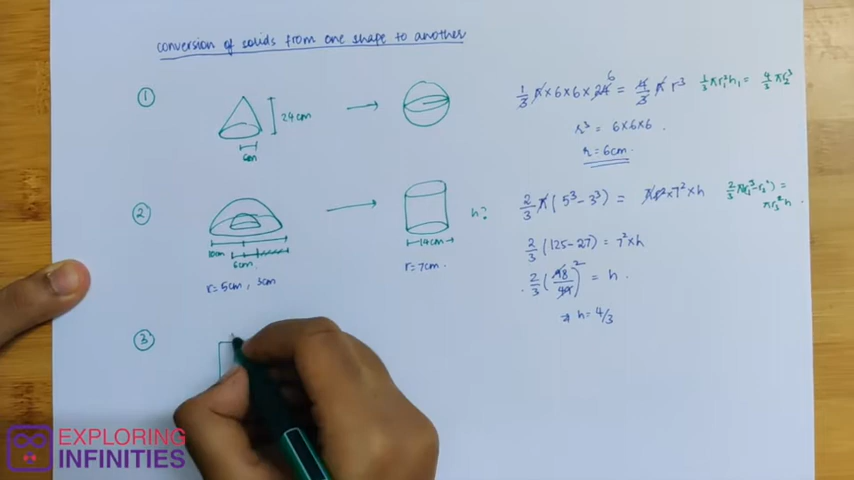 conversion of solids from one shape to another
①
24cm
6cm
1/3 π × 6 × 6 × 24 6 = 4/3 π r³
1/3 πr₁²h₁ = 4/3 πr₂³
r³ = 6×6×6 .
r = 6cm
②
10cm
6cm.
r = 5cm , 3cm
14cm
r = 7cm.
h?
2/3 π ( 5³ - 3³ ) = πr² × 7² × h
2/3 π(r₁³ - r₂³) =
πr₃²h
2/3 (125 - 27) = 7² × h
2/3 (98/49)² = h .
⇒ h = 4/3
③
EXPLORING
INFINITIES